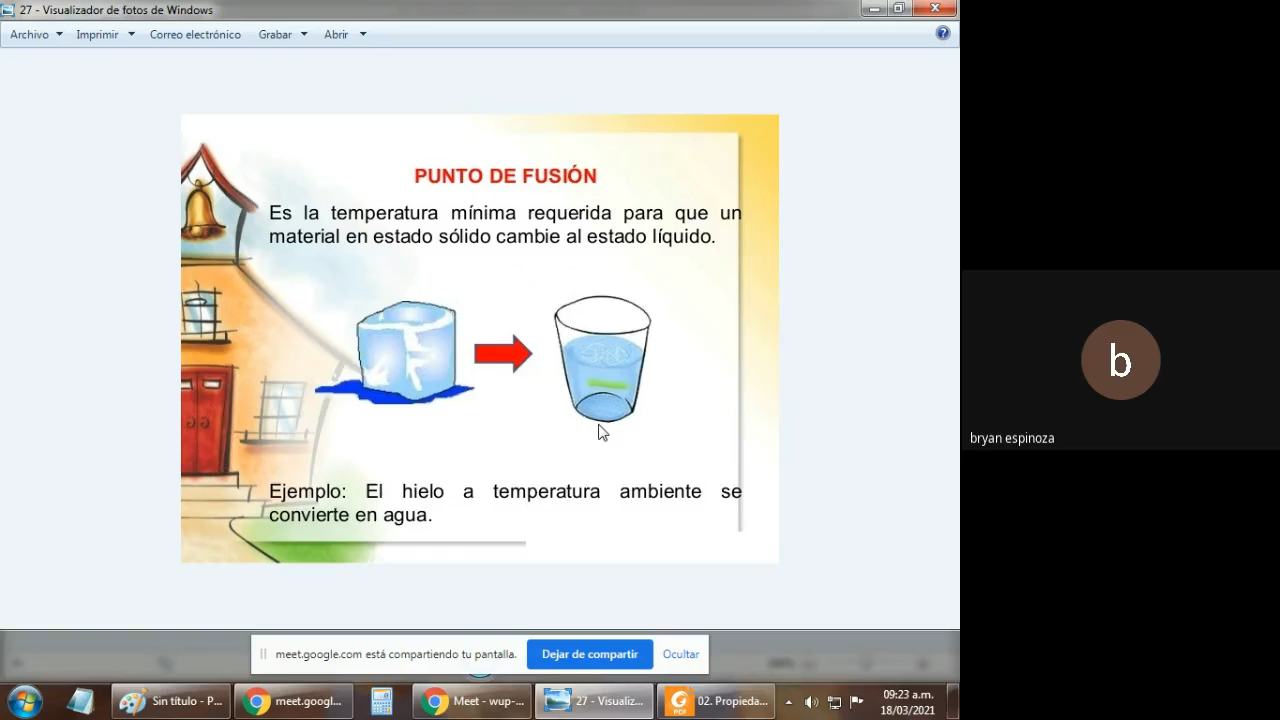 27 - Visualizador de fotos de Windows
Archivo Imprimir Correo electrónico Grabar Abrir
PUNTO DE FUSIÓN
Es la temperatura mínima requerida para que un
material en estado sólido cambie al estado líquido.
Ejemplo: El hielo a temperatura ambiente se
convierte en agua.
b
bryan espinoza
meet.google.com está compartiendo tu pantalla. Dejar de compartir Ocultar
Sin título - P... meet.googl... Meet - wup-... 27 - Visualiz... PDF 02. Propieda... 09:23 a.m.
18/03/2021